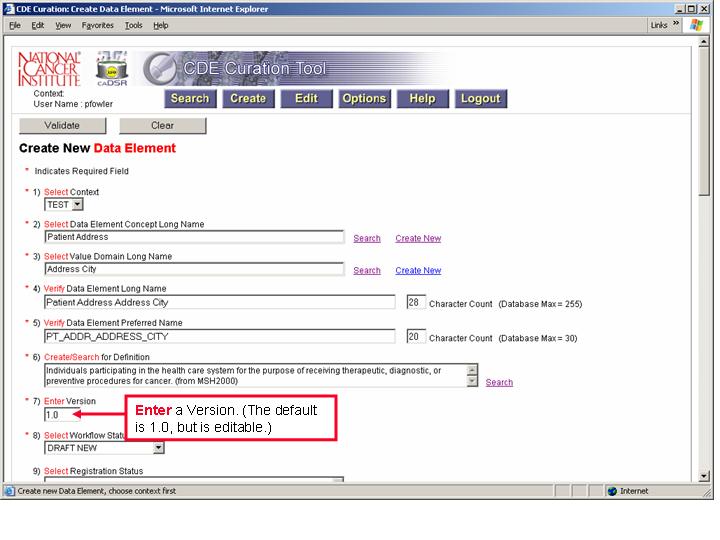 CDE Curation: Create Data Element - Microsoft Internet Explorer
File Edit View Favorites Tools Help Links »
NATIONAL
CANCER
INSTITUTE
caDSR
CDE Curation Tool
Context:
User Name : pfowler
Search Create Edit Options Help Logout
Validate Clear
Create New Data Element
* Indicates Required Field
* 1) Select Context
TEST
* 2) Select Data Element Concept Long Name
Patient Address Search Create New
* 3) Select Value Domain Long Name
Address City Search Create New
* 4) Verify Data Element Long Name
Patient Address Address City 28 Character Count (Database Max = 255)
* 5) Verify Data Element Preferred Name
PT_ADDR_ADDRESS_CITY 20 Character Count (Database Max = 30)
* 6) Create/Search for Definition
Individuals participating in the health care system for the purpose of receiving therapeutic, diagnostic, or
preventive procedures for cancer. (from MSH2000) Search
* 7) Enter Version
1.0
Enter a Version. (The default
is 1.0, but is editable.)
* 8) Select Workflow Statu
DRAFT NEW
9) Select Registration Status
Create new Data Element, choose context first Internet